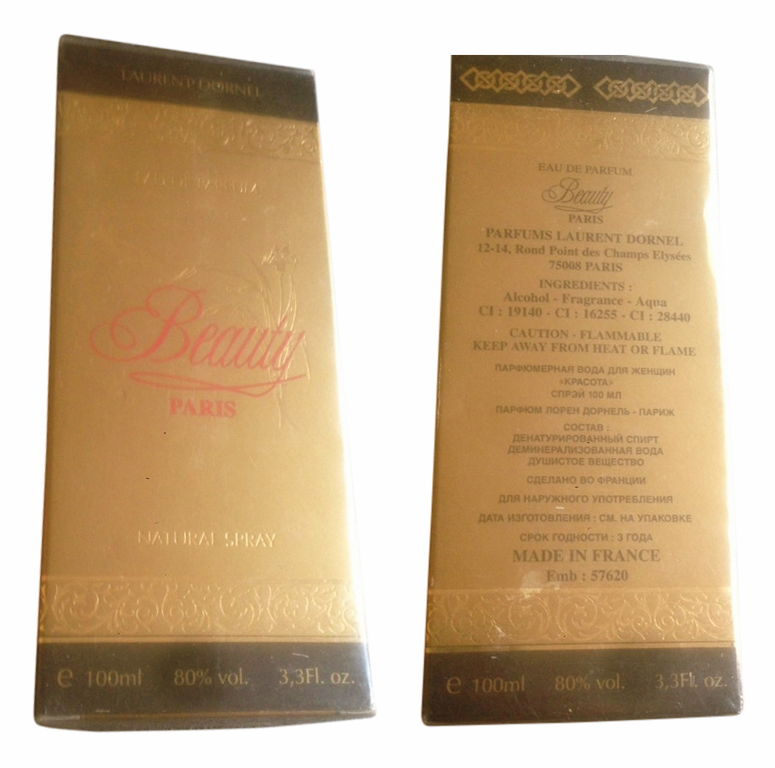 LAURENT DORNEL
EAU DE PARFUM
Beauty
PARIS
NATURAL SPRAY
e 100ml 80% vol. 3,3Fl. oz.
EAU DE PARFUM
Beauty
PARIS
PARFUMS LAURENT DORNEL
12-14, Rond Point des Champs Elysées
75008 PARIS
INGREDIENTS :
Alcohol - Fragrance - Aqua
CI : 19140 - CI : 16255 - CI : 28440
CAUTION - FLAMMABLE
KEEP AWAY FROM HEAT OR FLAME
ПАРФЮМЕРНАЯ ВОДА ДЛЯ ЖЕНЩИН
«КРАСОТА»
СПРЭЙ 100 МЛ
ПАРФЮМ ЛОРЕН ДОРНЕЛЬ - ПАРИЖ
СОСТАВ :
ДЕНАТУРИРОВАННЫЙ СПИРТ
ДЕМИНЕРАЛИЗОВАННАЯ ВОДА
ДУШИСТОЕ ВЕЩЕСТВО
СДЕЛАНО ВО ФРАНЦИИ
ДЛЯ НАРУЖНОГО УПОТРЕБЛЕНИЯ
ДАТА ИЗГОТОВЛЕНИЯ : СМ. НА УПАКОВКЕ
СРОК ГОДНОСТИ : 3 ГОДА
MADE IN FRANCE
Emb : 57620
e 100ml 80% vol. 3,3Fl. oz.